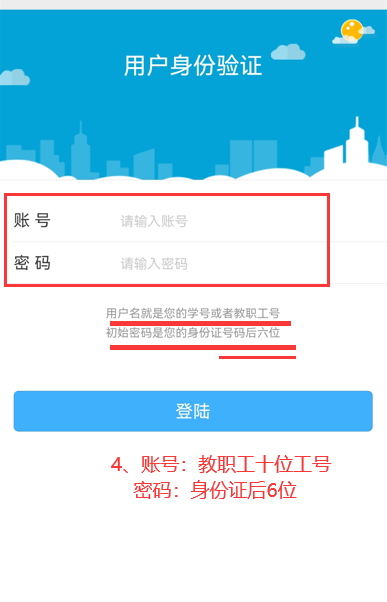 用户身份验证
账 号 请输入账号
密 码 请输入密码
用户名就是您的学号或者教职工号
初始密码是您的身份证号码后六位
登陆
4、账号：教职工十位工号
密码：身份证后6位